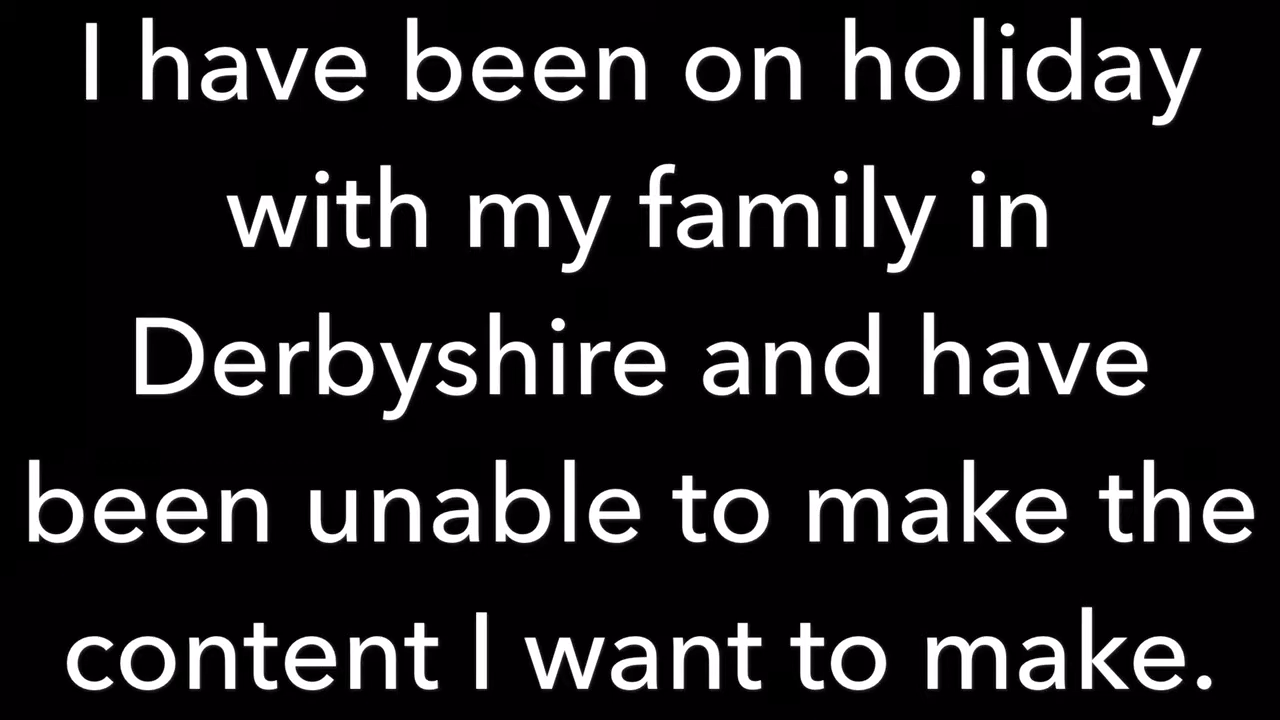 I have been on holiday
with my family in
Derbyshire and have
been unable to make the
content I want to make.